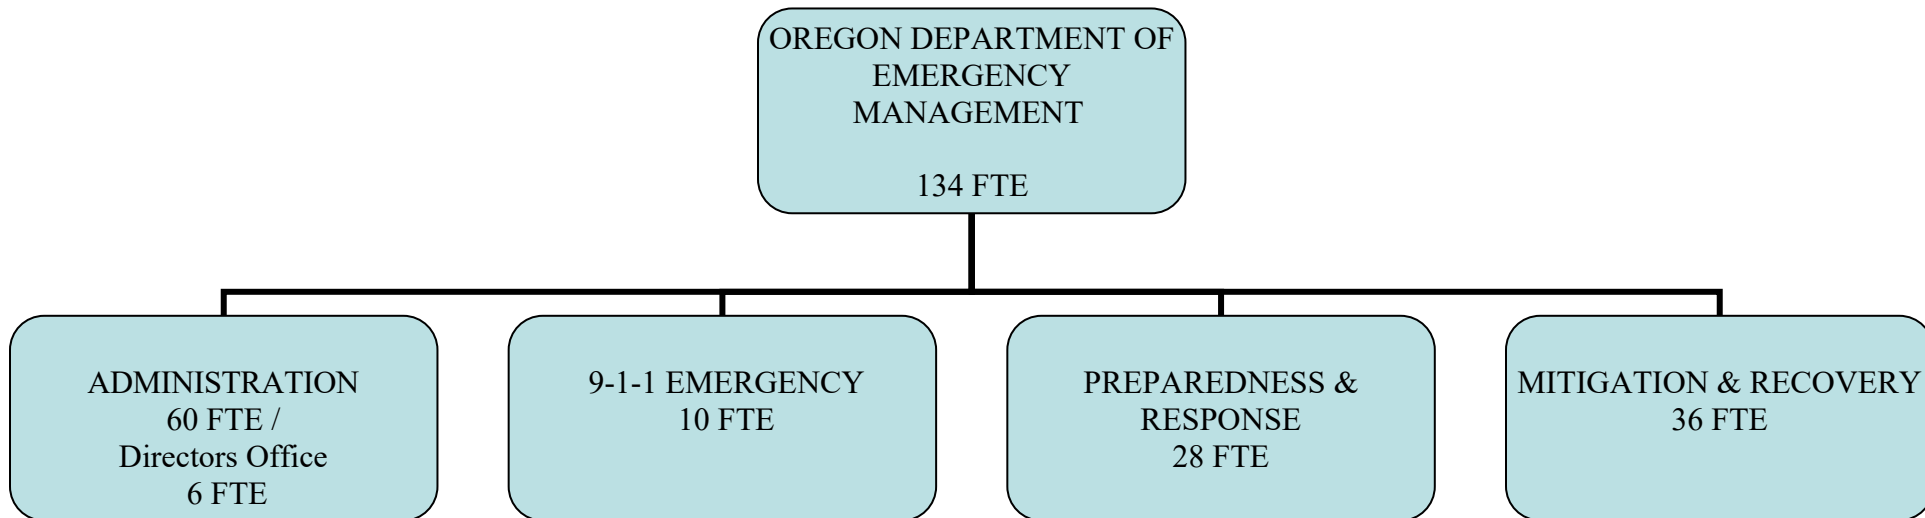 OREGON DEPARTMENT OF
EMERGENCY
MANAGEMENT
134 FTE
ADMINISTRATION
60 FTE /
Directors Office
6 FTE
9-1-1 EMERGENCY
10 FTE
PREPAREDNESS &
RESPONSE
28 FTE
MITIGATION & RECOVERY
36 FTE